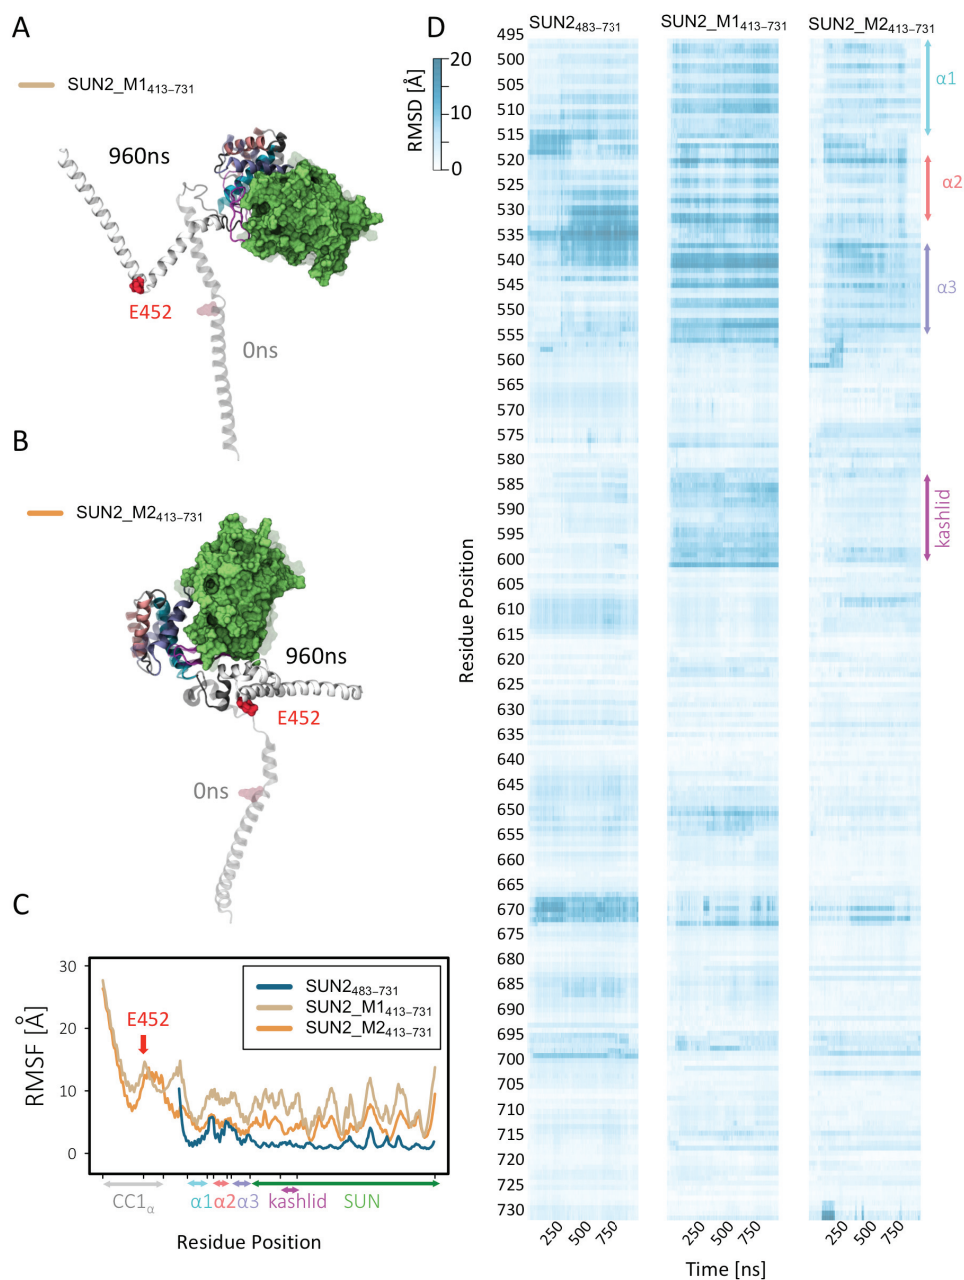 A
SUN2_M1413–731
960ns
E452
0ns
B
SUN2_M2413–731
960ns
E452
0ns
C
RMSF [Å]
30
20
10
0
E452
SUN2483–731
SUN2_M1413–731
SUN2_M2413–731
CC1α
α1
α2
α3
kashlid
SUN
Residue Position
D
SUN2483–731
SUN2_M1413–731
SUN2_M2413–731
RMSD [Å]
20
10
0
Residue Position
495
500
505
510
515
520
525
530
535
540
545
550
555
560
565
570
575
580
585
590
595
600
605
610
615
620
625
630
635
640
645
650
655
660
665
670
675
680
685
690
695
700
705
710
715
720
725
730
α1
α2
α3
kashlid
250 500 750
250 500 750
250 500 750
Time [ns]